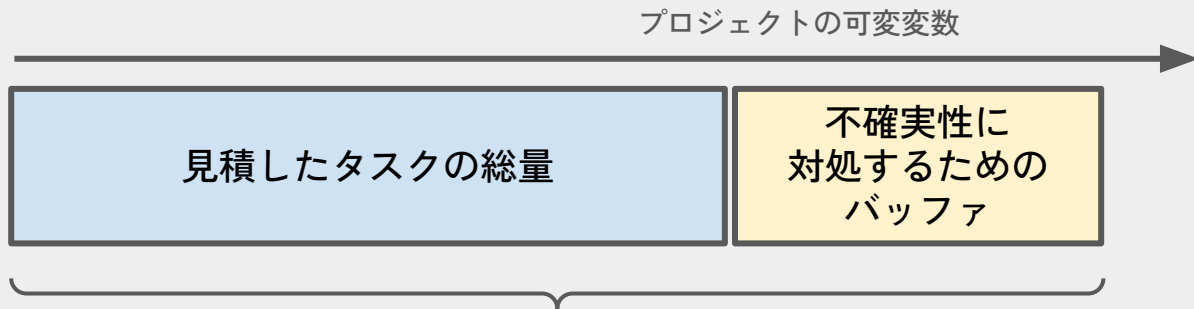 プロジェクトの可変変数
見積したタスクの総量
不確実性に
対処するための
バッファ